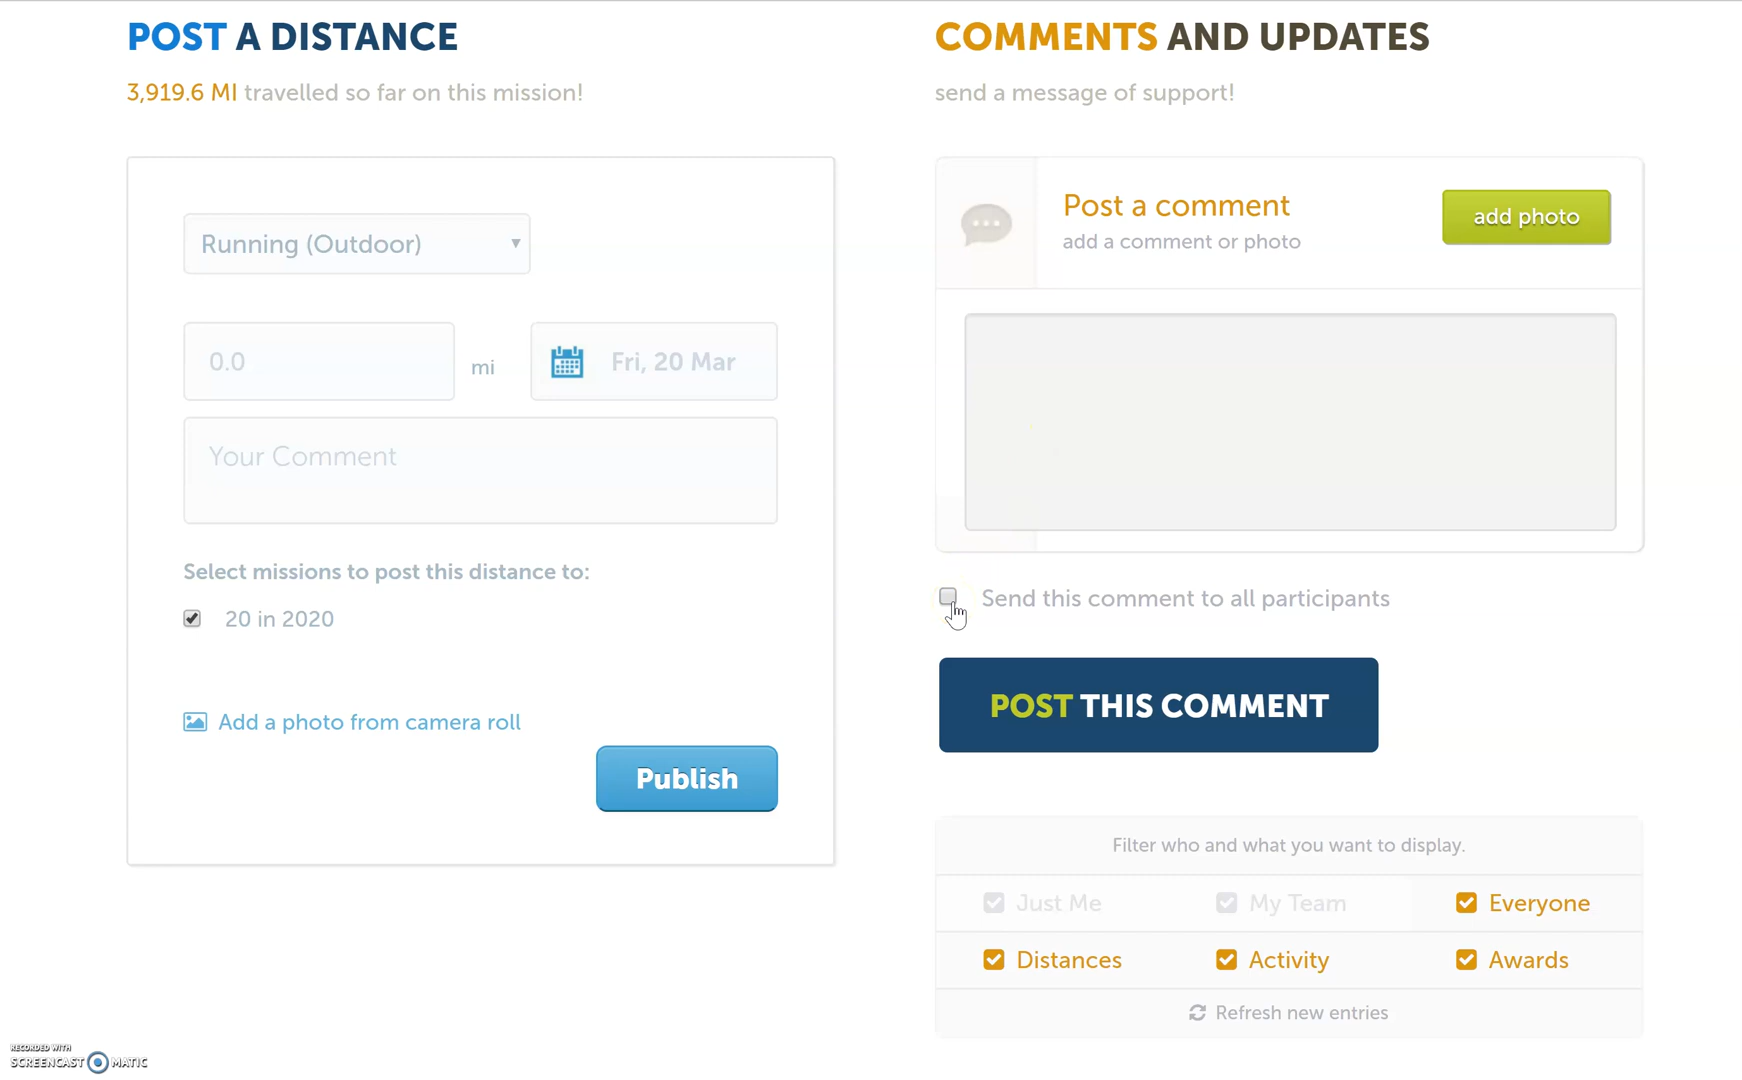 POST A DISTANCE
3,919.6 MI travelled so far on this mission!
Running (Outdoor)
0.0
mi
Fri, 20 Mar
Your Comment
Select missions to post this distance to:
20 in 2020
Add a photo from camera roll
Publish
COMMENTS AND UPDATES
send a message of support!
Post a comment
add a comment or photo
add photo
Send this comment to all participants
POST THIS COMMENT
Filter who and what you want to display.
Just Me
My Team
Everyone
Distances
Activity
Awards
Refresh new entries
RECORDED WITH
SCREENCAST MATIC